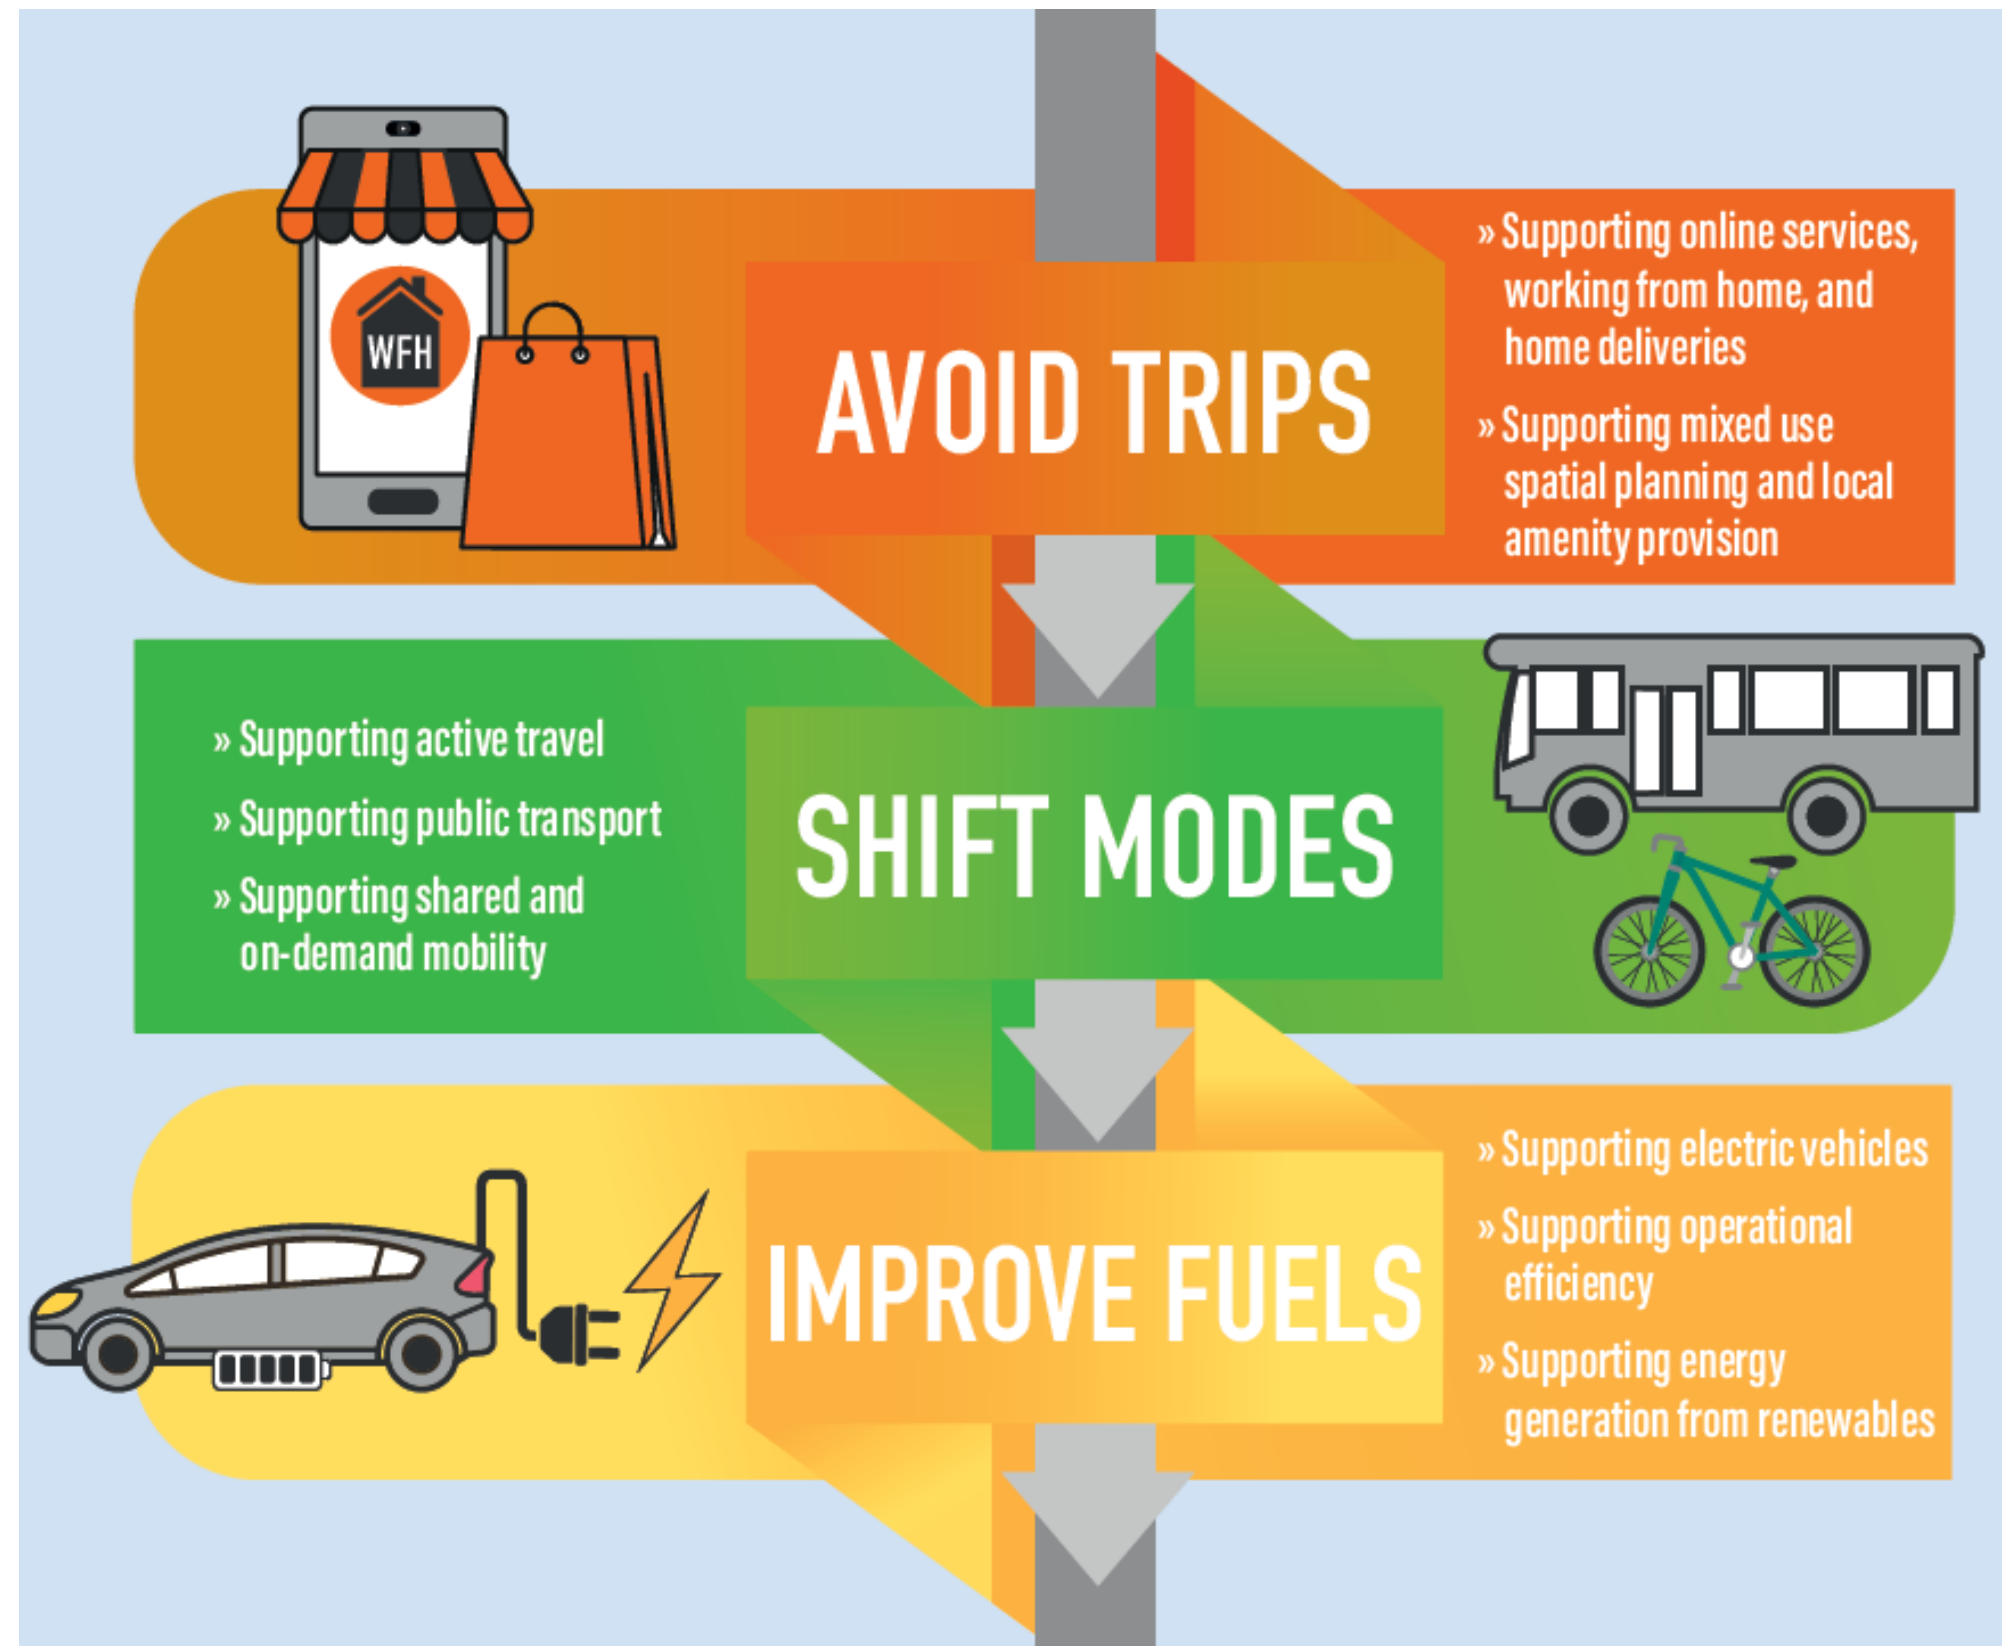 WFH
AVOID TRIPS
» Supporting online services,
working from home, and
home deliveries
» Supporting mixed use
spatial planning and local
amenity provision
» Supporting active travel
» Supporting public transport
» Supporting shared and
on-demand mobility
SHIFT MODES
IMPROVE FUELS
» Supporting electric vehicles
» Supporting operational
efficiency
» Supporting energy
generation from renewables